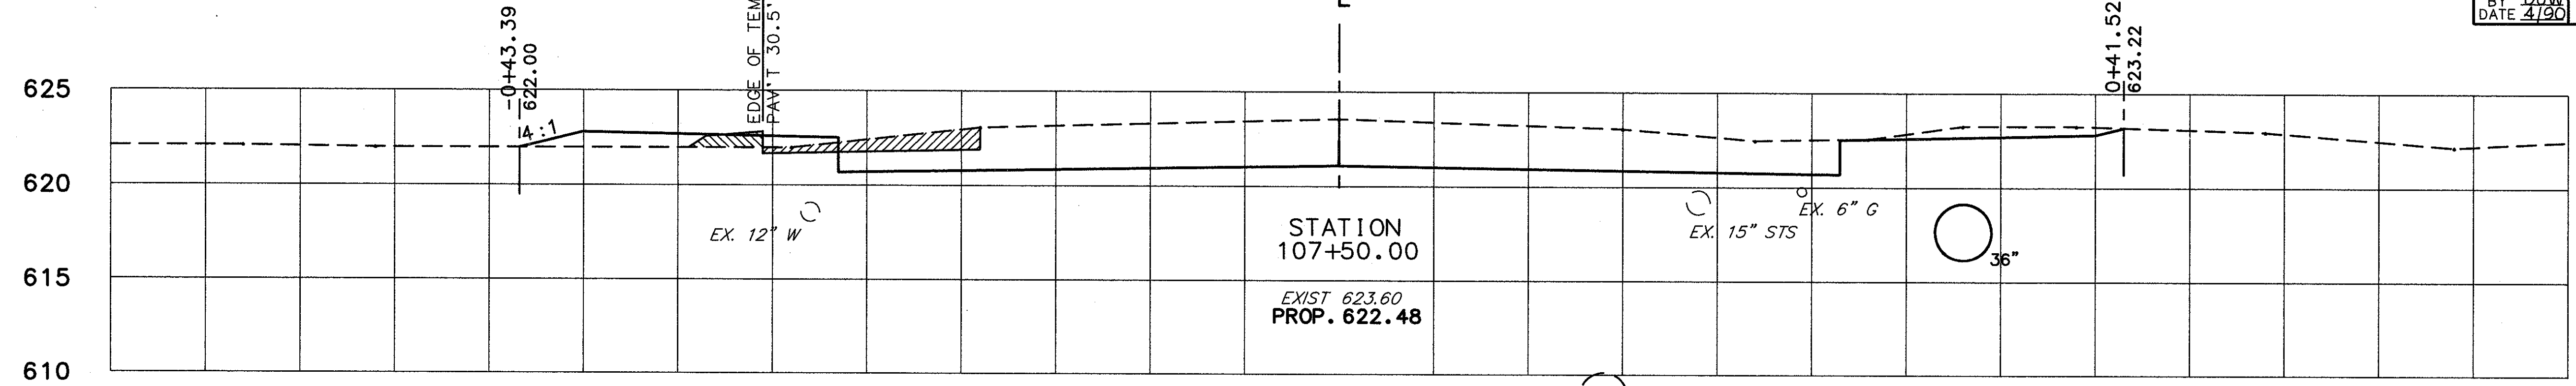 DATE 4/90
-0+43.39
622.00
EDGE OF TEM
PAV'T 30.5'
0+41.52
623.22
625
4:1
620
EX. 12" W
STATION
107+50.00
EX. 6" G
EX. 15" STS
36"
615
EXIST 623.60
PROP. 622.48
610